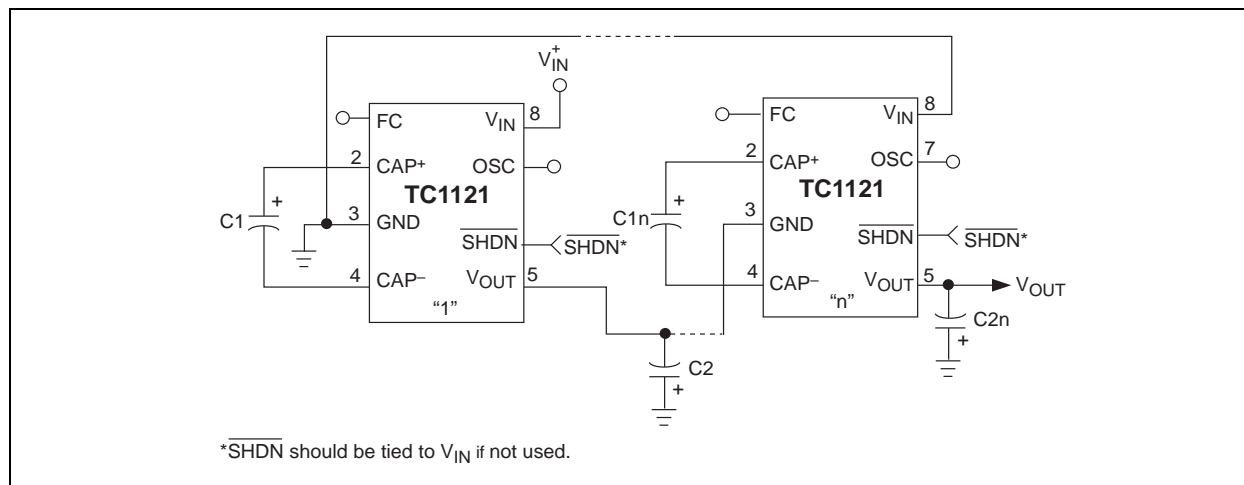 V+IN
FC
VIN
8
2
CAP+
OSC
TC1121
C1
3
GND
SHDN
SHDN*
4
CAP–
VOUT
5
"1"
C2
+
+
FC
VIN
8
2
CAP+
OSC
7
TC1121
C1n
+
3
GND
SHDN
SHDN*
4
CAP–
VOUT
5
"n"
VOUT
C2n
+
*SHDN should be tied to VIN if not used.